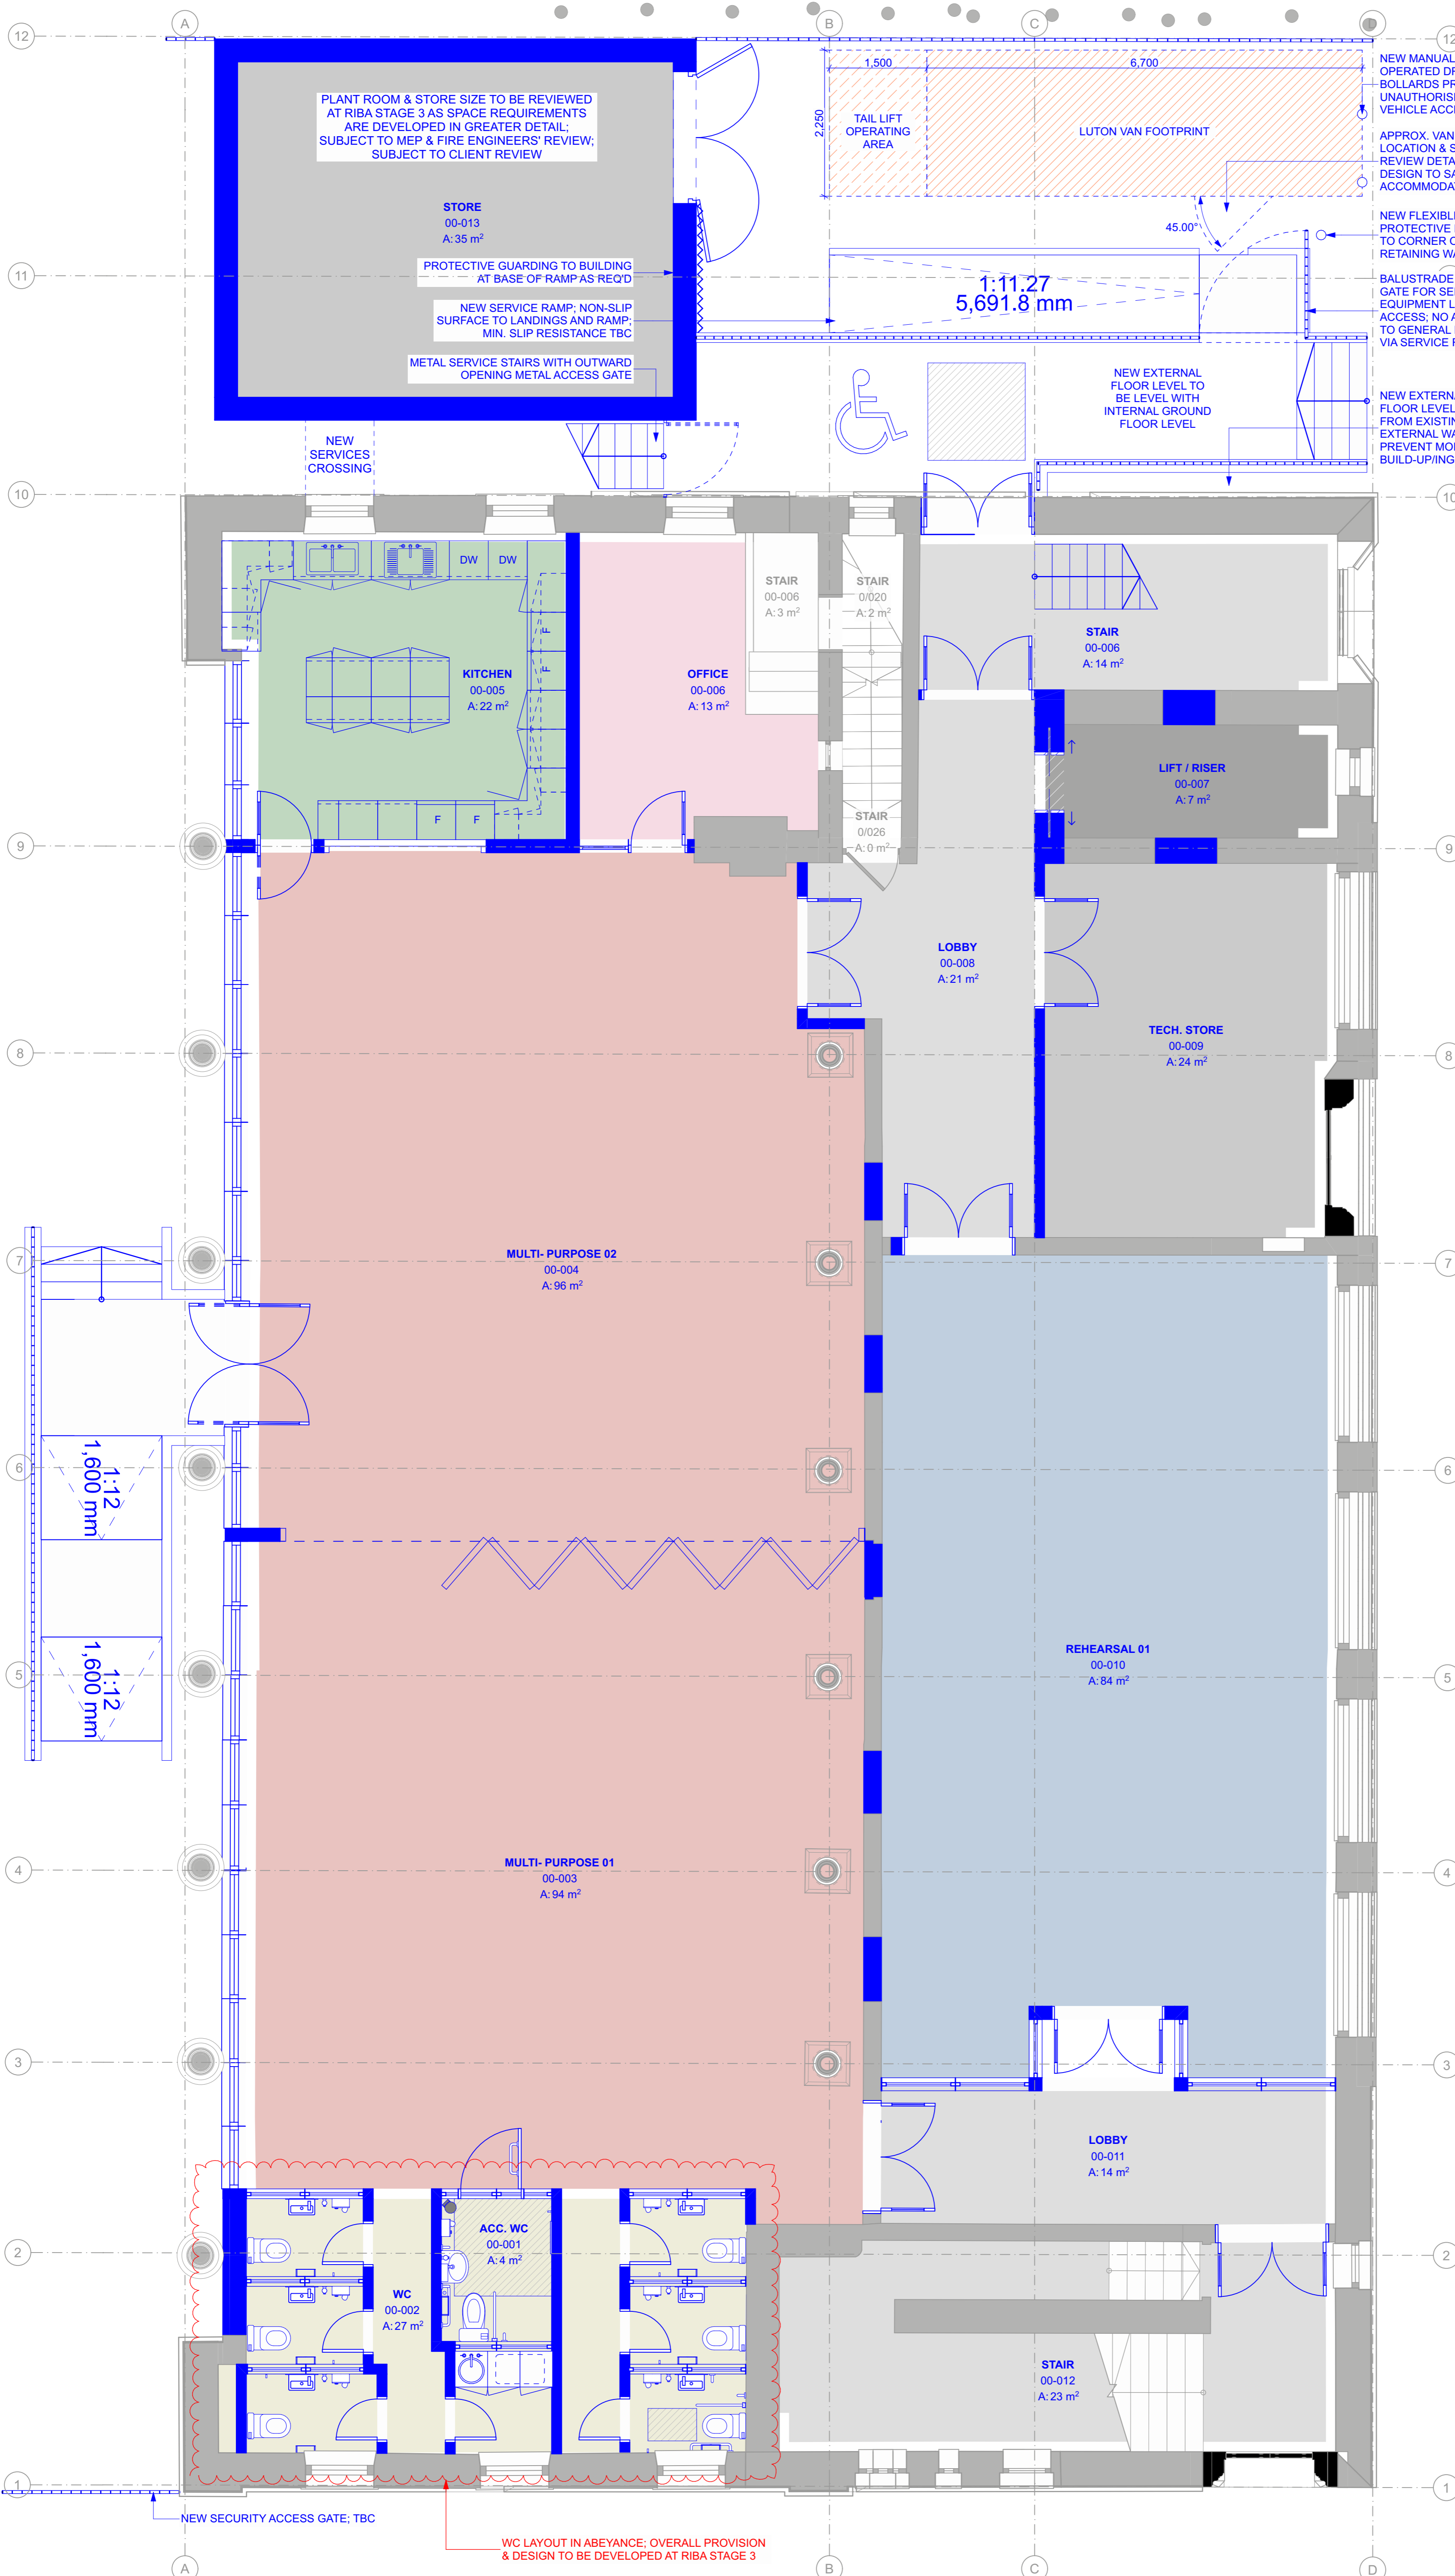 A
B
C
D
12
12
NEW MANUAL
OPERATED
BOLLARDS
UNAUTHORIS
VEHICLE
1,500
6,700
2,250
TAIL LIFT
OPERATING
AREA
LUTON VAN FOOTPRINT
APPROX. VAN
LOCATION &
REVIEW
DESIGN TO
ACCOMMODAT
PLANT ROOM & STORE SIZE TO BE REVIEWED
AT RIBA STAGE 3 AS SPACE REQUIREMENTS
ARE DEVELOPED IN GREATER DETAIL;
SUBJECT TO MEP & FIRE ENGINEERS' REVIEW;
SUBJECT TO CLIENT REVIEW
STORE
00-013
A: 35 m²
45.00°
NEW FLEXIBL
PROTECTIVE
TO CORNER
RETAINING
11
PROTECTIVE GUARDING TO BUILDING
AT BASE OF RAMP AS REQ'D
1:11.27
5,691.8 mm
BALUSTRADE
GATE FOR
EQUIPMENT
ACCESS; NO
TO GENERAL
VIA SERVICE
NEW SERVICE RAMP; NON-SLIP
SURFACE TO LANDINGS AND RAMP;
MIN. SLIP RESISTANCE TBC
METAL SERVICE STAIRS WITH OUTWARD
OPENING METAL ACCESS GATE
NEW EXTERNAL
FLOOR LEVEL TO
BE LEVEL WITH
INTERNAL GROUND
FLOOR LEVEL
NEW EXTERNA
FLOOR LEVEL
FROM EXISTIN
EXTERNAL
PREVENT
BUILD-UP/ING
NEW
SERVICES
CROSSING
10
10
DW
DW
STAIR
00-006
A: 3 m²
STAIR
0/020
A: 2 m²
STAIR
00-006
A: 14 m²
F
F
KITCHEN
00-005
A: 22 m²
OFFICE
00-006
A: 13 m²
LIFT / RISER
00-007
A: 7 m²
F
F
STAIR
0/026
A: 0 m²
9
9
LOBBY
00-008
A: 21 m²
TECH. STORE
00-009
A: 24 m²
8
8
MULTI- PURPOSE 02
00-004
A: 96 m²
7
7
1:12
1,600 mm
6
6
1:12
1,600 mm
REHEARSAL 01
00-010
A: 84 m²
5
5
MULTI- PURPOSE 01
00-003
A: 94 m²
4
4
3
3
LOBBY
00-011
A: 14 m²
ACC. WC
00-001
A: 4 m²
2
2
WC
00-002
A: 27 m²
STAIR
00-012
A: 23 m²
1
1
NEW SECURITY ACCESS GATE; TBC
WC LAYOUT IN ABEYANCE; OVERALL PROVISION
& DESIGN TO BE DEVELOPED AT RIBA STAGE 3
A
B
C
D